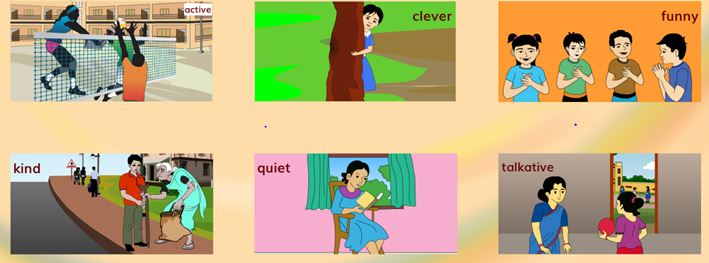 active
clever
funny
kind
quiet
talkative